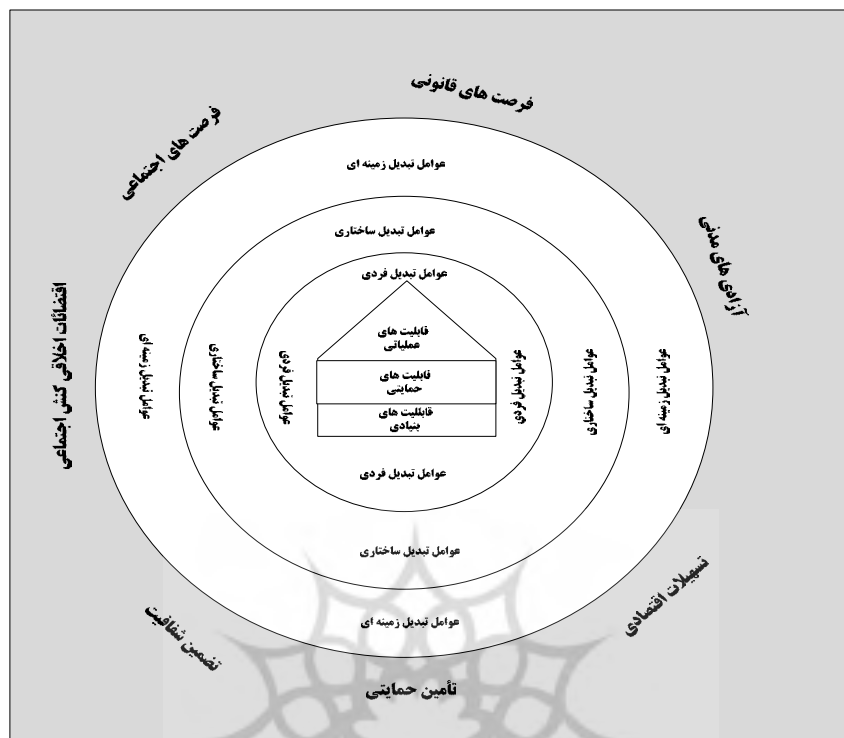 فرصت های قانونی
فرصت های اجتماعی
آزادی های مدنی
اقتضائات اخلاقی کنش اجتماعی
تسهیلات اقتصادی
تضمین شفافیت
تأمین حمایتی
عوامل تبدیل زمینه ای
عوامل تبدیل ساختاری
عوامل تبدیل فردی
قابلیت های
عملیاتی
قابلیت های
حمایتی
قابلیت های
بنیادی
عوامل تبدیل فردی
عوامل تبدیل ساختاری
عوامل تبدیل زمینه ای
عوامل تبدیل فردی
عوامل تبدیل ساختاری
عوامل تبدیل زمینه ای
عوامل تبدیل فردی
عوامل تبدیل ساختاری
عوامل تبدیل زمینه ای